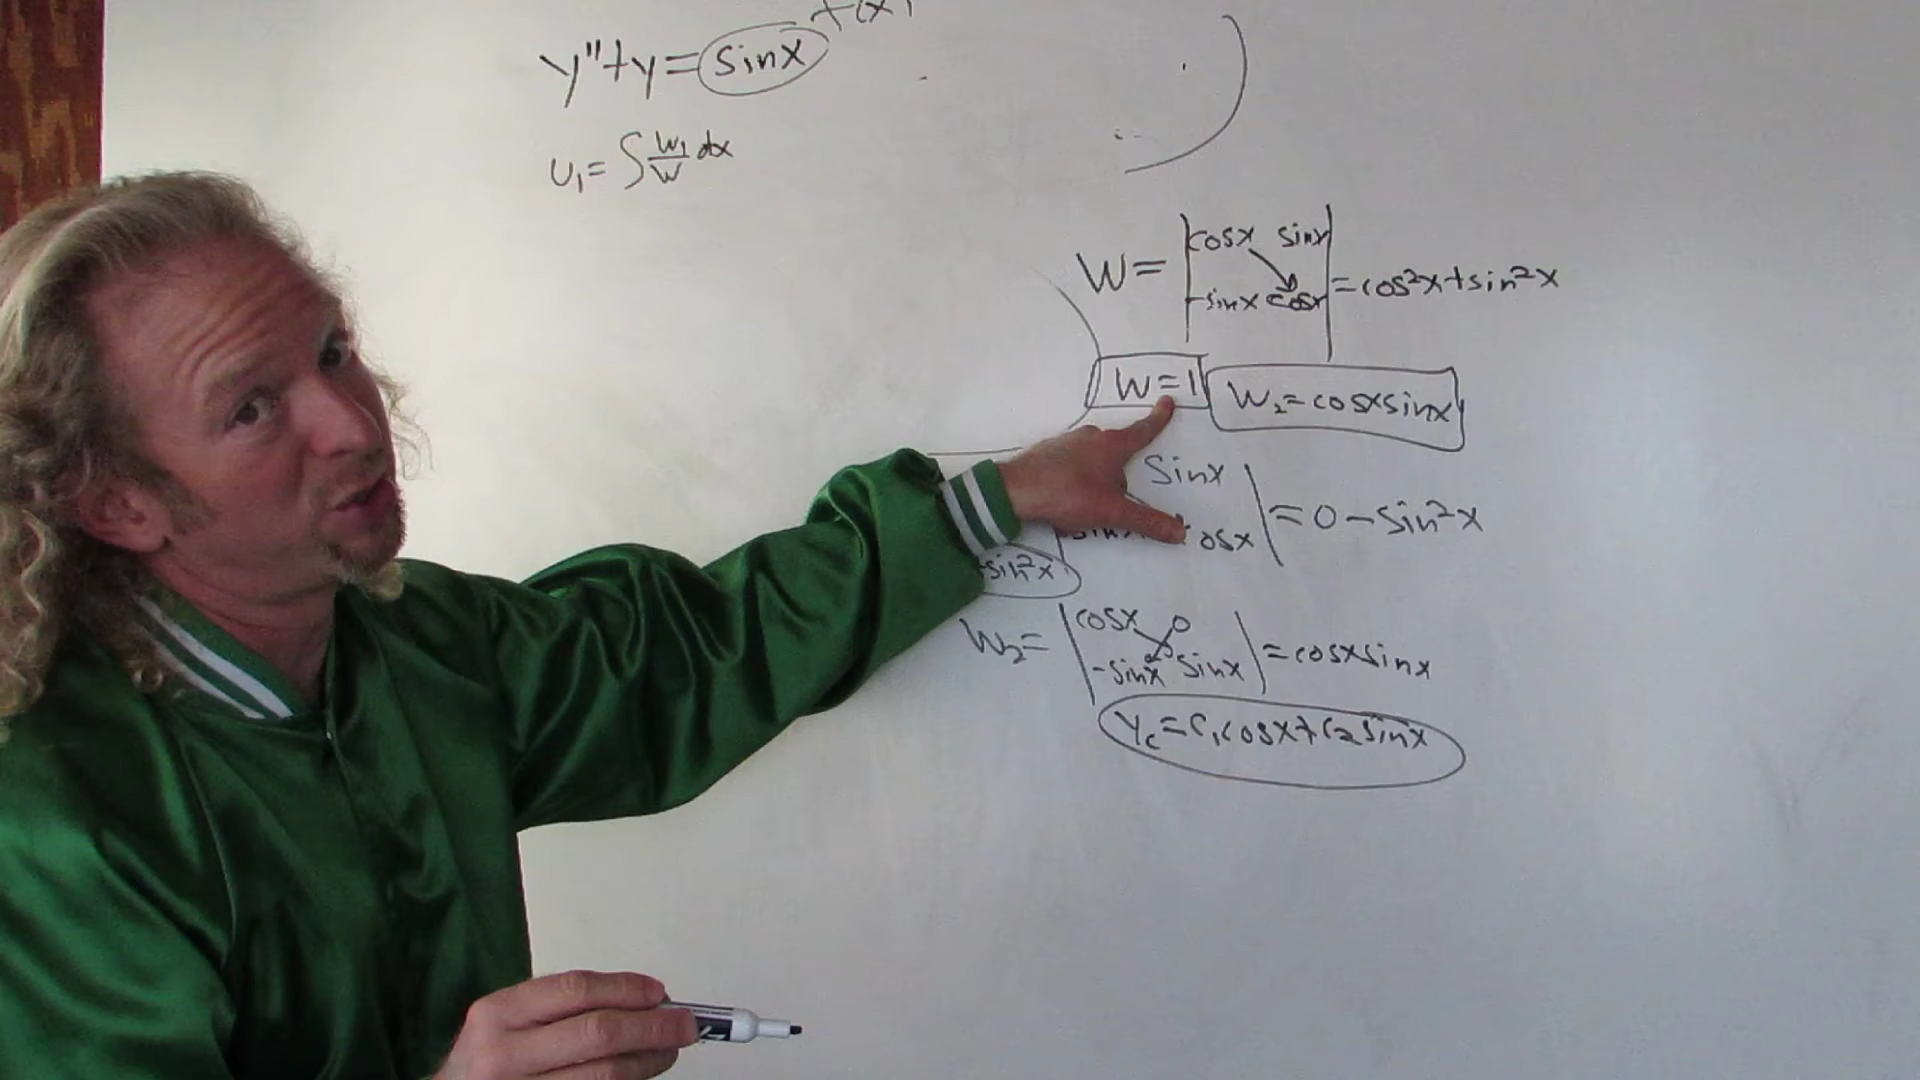 y''+y=sinx f(x)
u₁=∫W₁/W dx
W=|cosx sinx|
|-sinx cosx| =cos²x+sin²x
W=1 W₂=cosxsinx
sinx
cosx| =0-sin²x
-sin²x
W₂=|cosx 0|
|-sinx sinx| =cosxsinx
y_c=c₁cosx+c₂sinx